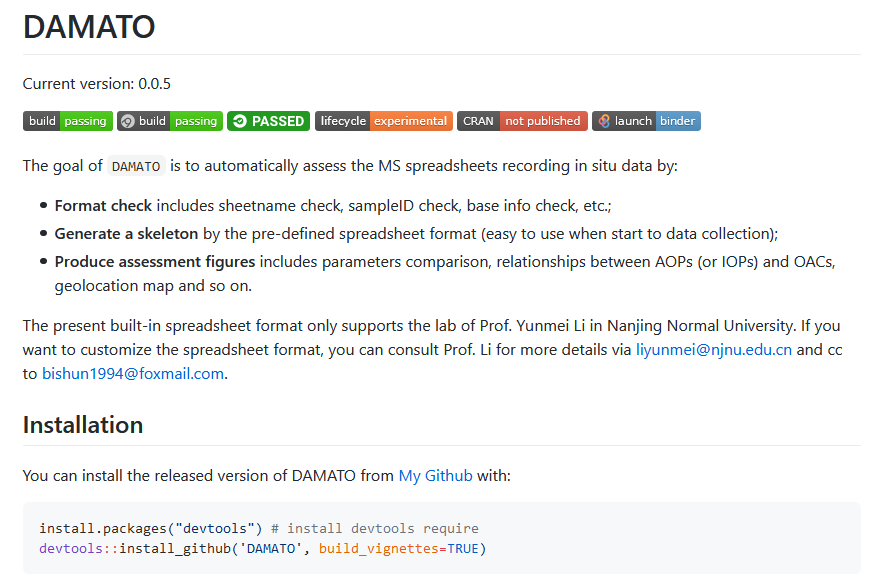 DAMATO
Current version: 0.0.5
build passing build passing PASSED lifecycle experimental CRAN not published launch binder
The goal of DAMATO is to automatically assess the MS spreadsheets recording in situ data by:
• Format check includes sheetname check, sampleID check, base info check, etc.;
• Generate a skeleton by the pre-defined spreadsheet format (easy to use when start to data collection);
• Produce assessment figures includes parameters comparison, relationships between AOPs (or IOPs) and OACs,
geolocation map and so on.
The present built-in spreadsheet format only supports the lab of Prof. Yunmei Li in Nanjing Normal University. If you
want to customize the spreadsheet format, you can consult Prof. Li for more details via liyunmei@njnu.edu.cn and cc
to bishun1994@foxmail.com.
Installation
You can install the released version of DAMATO from My Github with:
install.packages("devtools") # install devtools require
devtools::install_github('DAMATO', build_vignettes=TRUE)